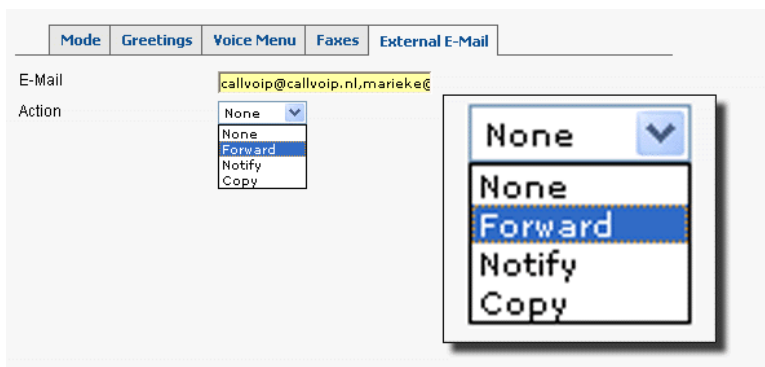 Mode Greetings Voice Menu Faxes External E-Mail
E-Mail callvoip@callvoip.nl,marieke@
Action None
None
Forward
Notify
Copy
None
None
Forward
Notify
Copy